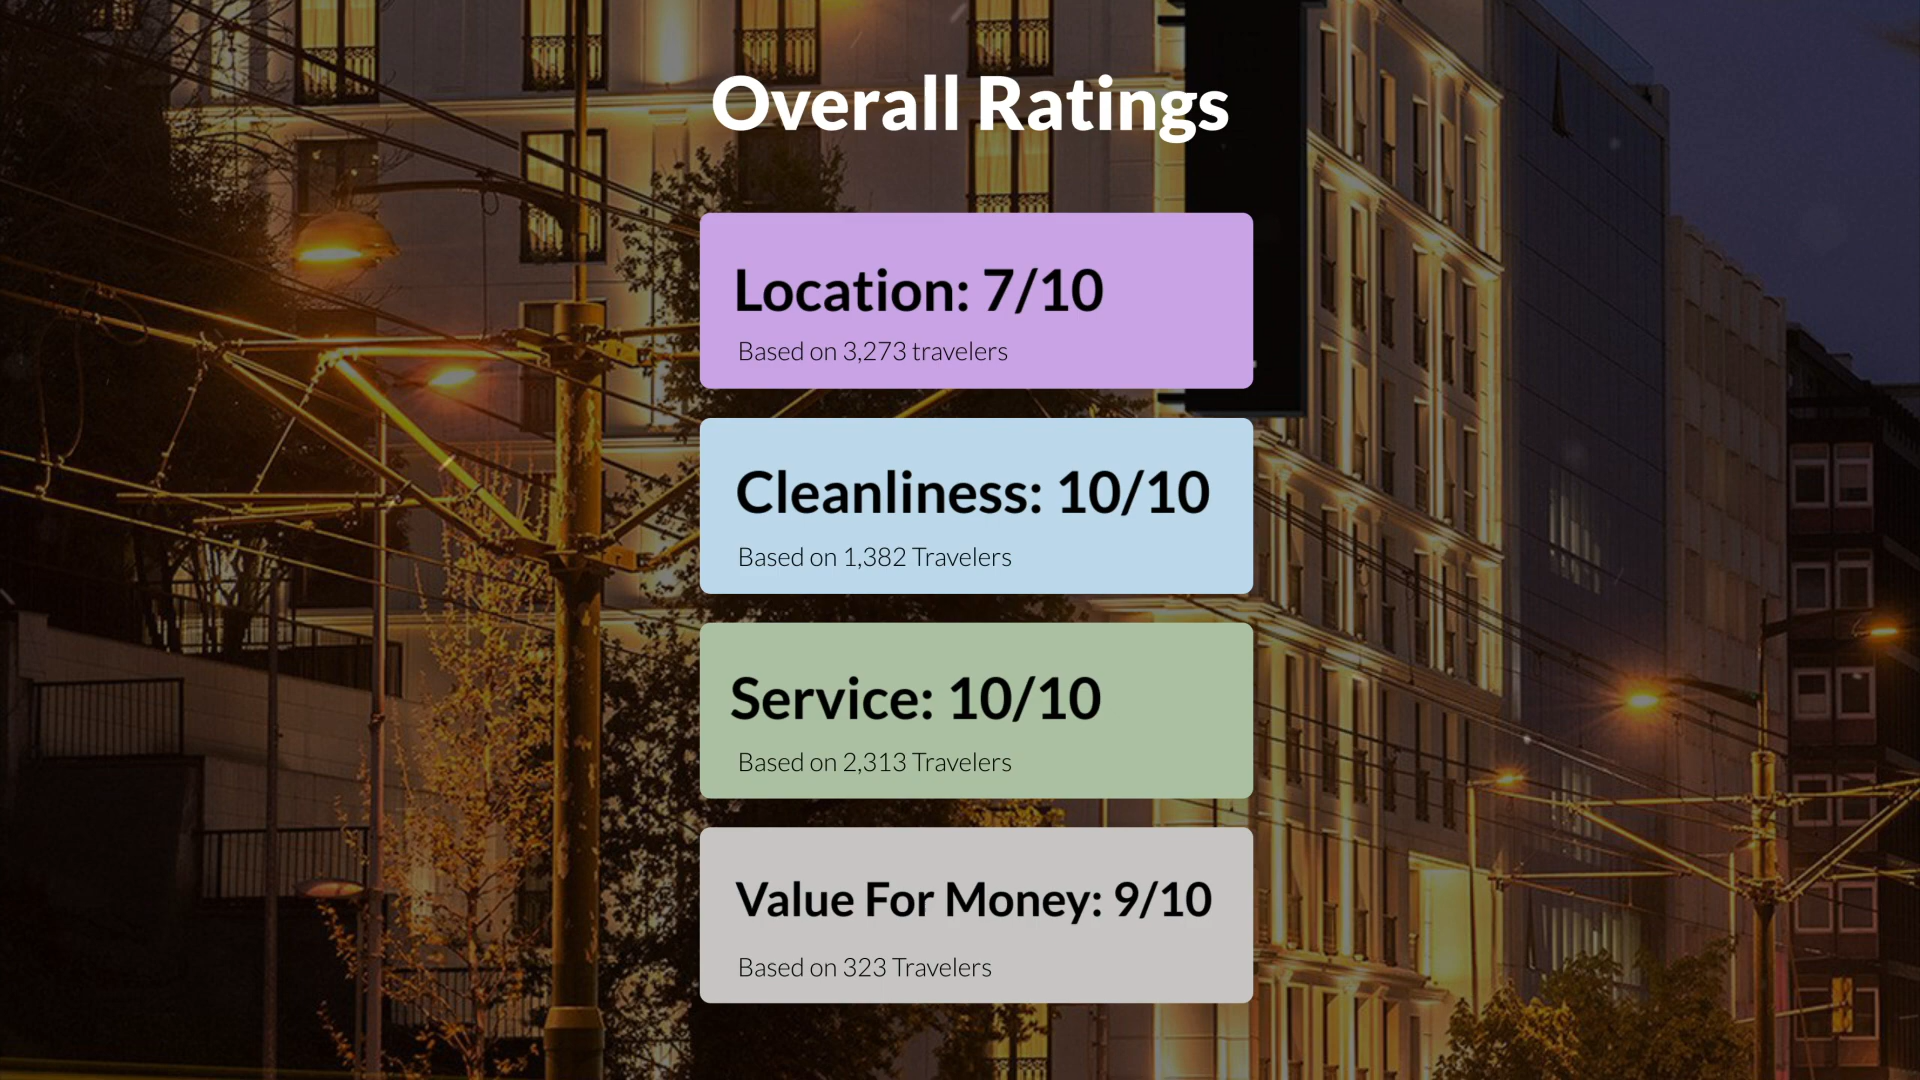 Overall Ratings
Location: 7/10
Based on 3,273 travelers
Cleanliness: 10/10
Based on 1,382 Travelers
Service: 10/10
Based on 2,313 Travelers
Value For Money: 9/10
Based on 323 Travelers